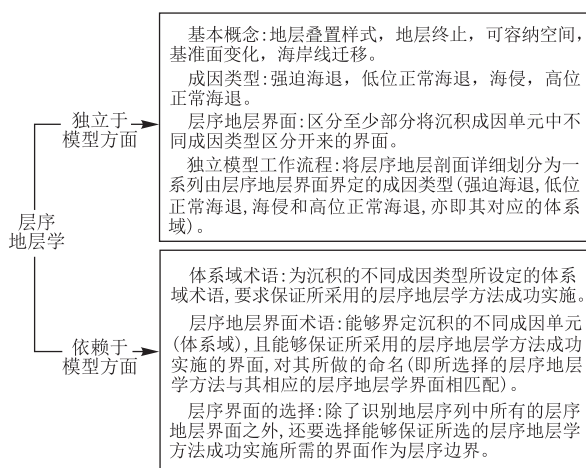 基本概念:地层叠置样式，地层终止，可容纳空间，
基准面变化，海岸线迁移。
成因类型:强迫海退，低位正常海退，海侵，高位
正常海退。
层序地层界面:区分至少部分将沉积成因单元中不
同成因类型区分开来的界面。
独立模型工作流程:将层序地层剖面详细划分为一
系列由层序地层界面界定的成因类型(强迫海退,低位
正常海退,海侵和高位正常海退,亦即其对应的体系
域)。
独立于
模型方面
层序
地层学
依赖于
模型方面
体系域术语:为沉积的不同成因类型所设定的体系
域术语,要求保证所采用的层序地层学方法成功实施。
层序地层界面术语:能够界定沉积的不同成因单元
(体系域),且能够保证所采用的层序地层学方法成功
实施的界面,对其所做的命名(即所选择的层序地层
学方法与其相应的层序地层学界面相匹配)。
层序界面的选择:除了识别地层序列中所有的层序
地层界面之外,还要选择能够保证所选的层序地层学
方法成功实施所需的界面作为层序边界。